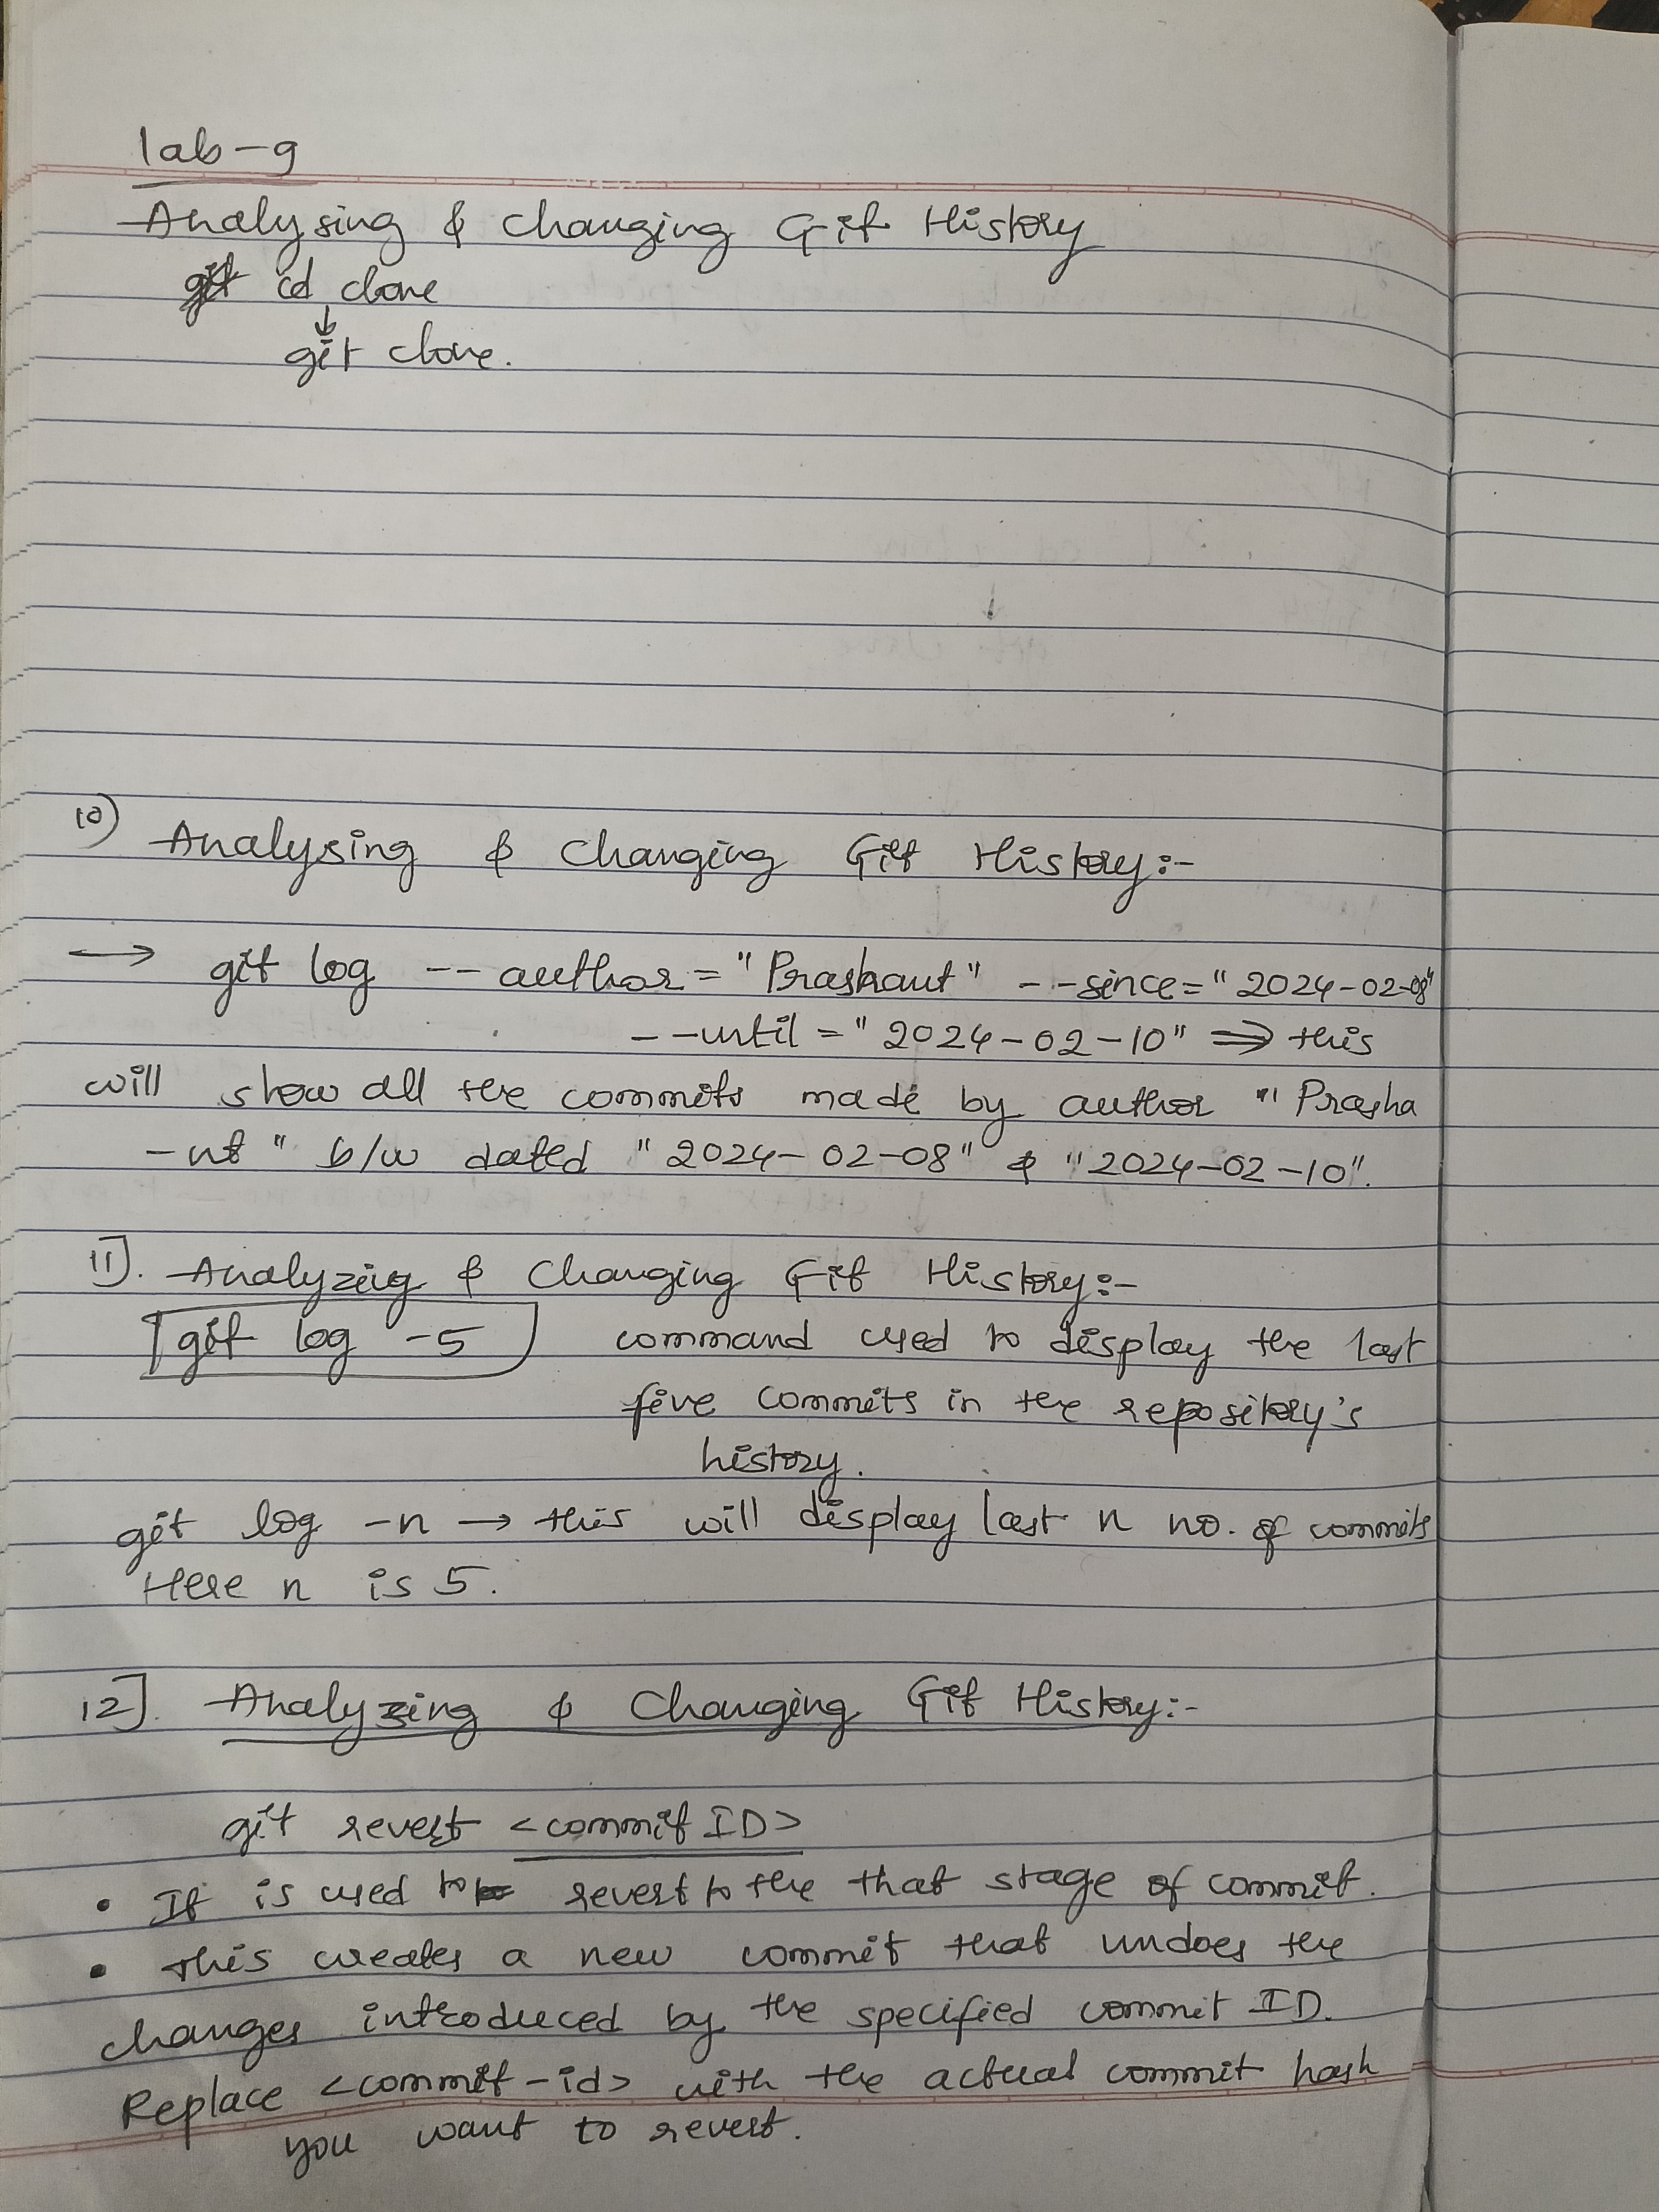 lab-9
Analysing & Changing Git History
git cd clone
↓
git clone.
10) Analysing & Changing Git History:-
→ git log --author="Prashant" --since="2024-02-08"
--until="2024-02-10" ⇒ this
will show all the commits made by author "Prasha
-nt" b/w dated "2024-02-08" & "2024-02-10".
11]. Analyzing & Changing Git History:-
git log -5 command used to display the last
five commits in the repository's
history.
git log -n → this will display last n no. of commits
Here n is 5.
12]. Analyzing & Changing Git History:-
git revert <commit ID>
• It is used to revert to the that stage of commit.
• This creates a new commit that undoes the
changes introduced by the specified commit ID.
Replace <commit-id> with the actual commit hash
you want to revert.